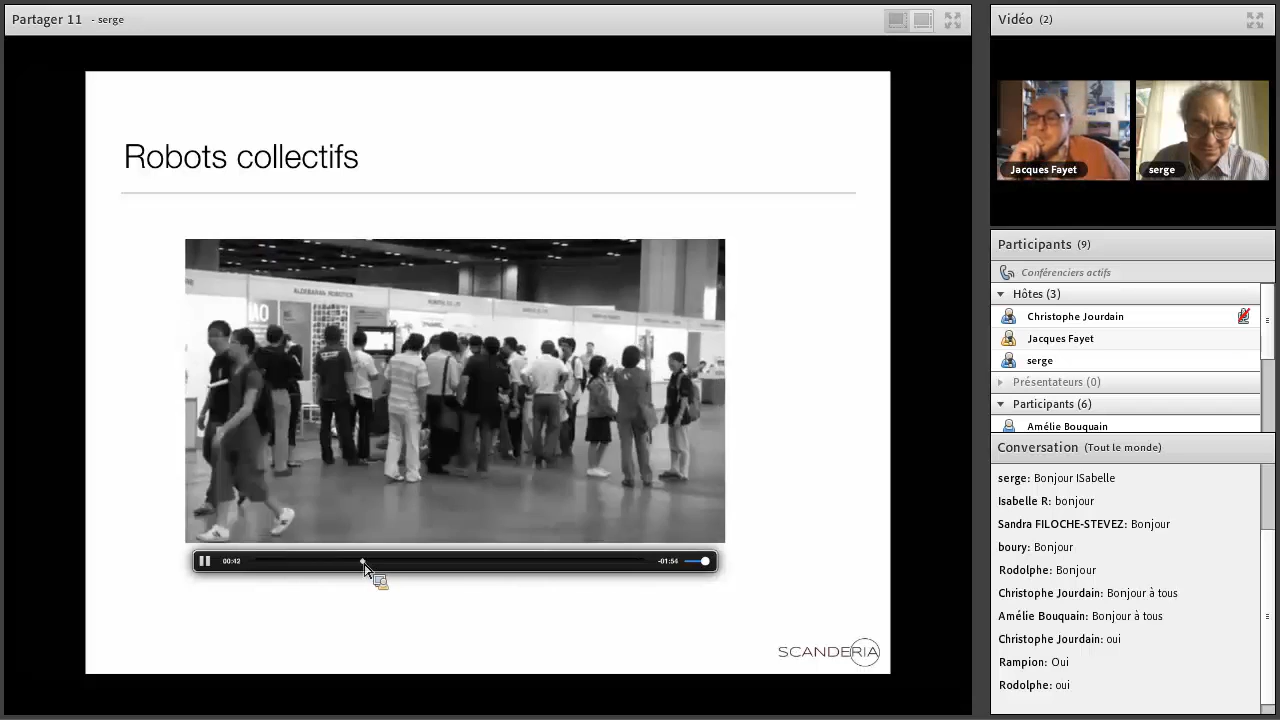 Partager 11 - serge
Vidéo (2)
Robots collectifs
ALDEBARAN ROBOTICS
00:42
-01:54
SCANDERIA
Jacques Fayet
serge
Participants (9)
Conférenciers actifs
Hôtes (3)
Christophe Jourdain
Jacques Fayet
serge
Présentateurs (0)
Participants (6)
Amélie Bouquain
Conversation (Tout le monde)
serge: Bonjour ISabelle
Isabelle R: bonjour
Sandra FILOCHE-STEVEZ: Bonjour
boury: Bonjour
Rodolphe: Bonjour
Christophe Jourdain: Bonjour à tous
Amélie Bouquain: Bonjour à tous
Christophe Jourdain: oui
Rampion: Oui
Rodolphe: oui